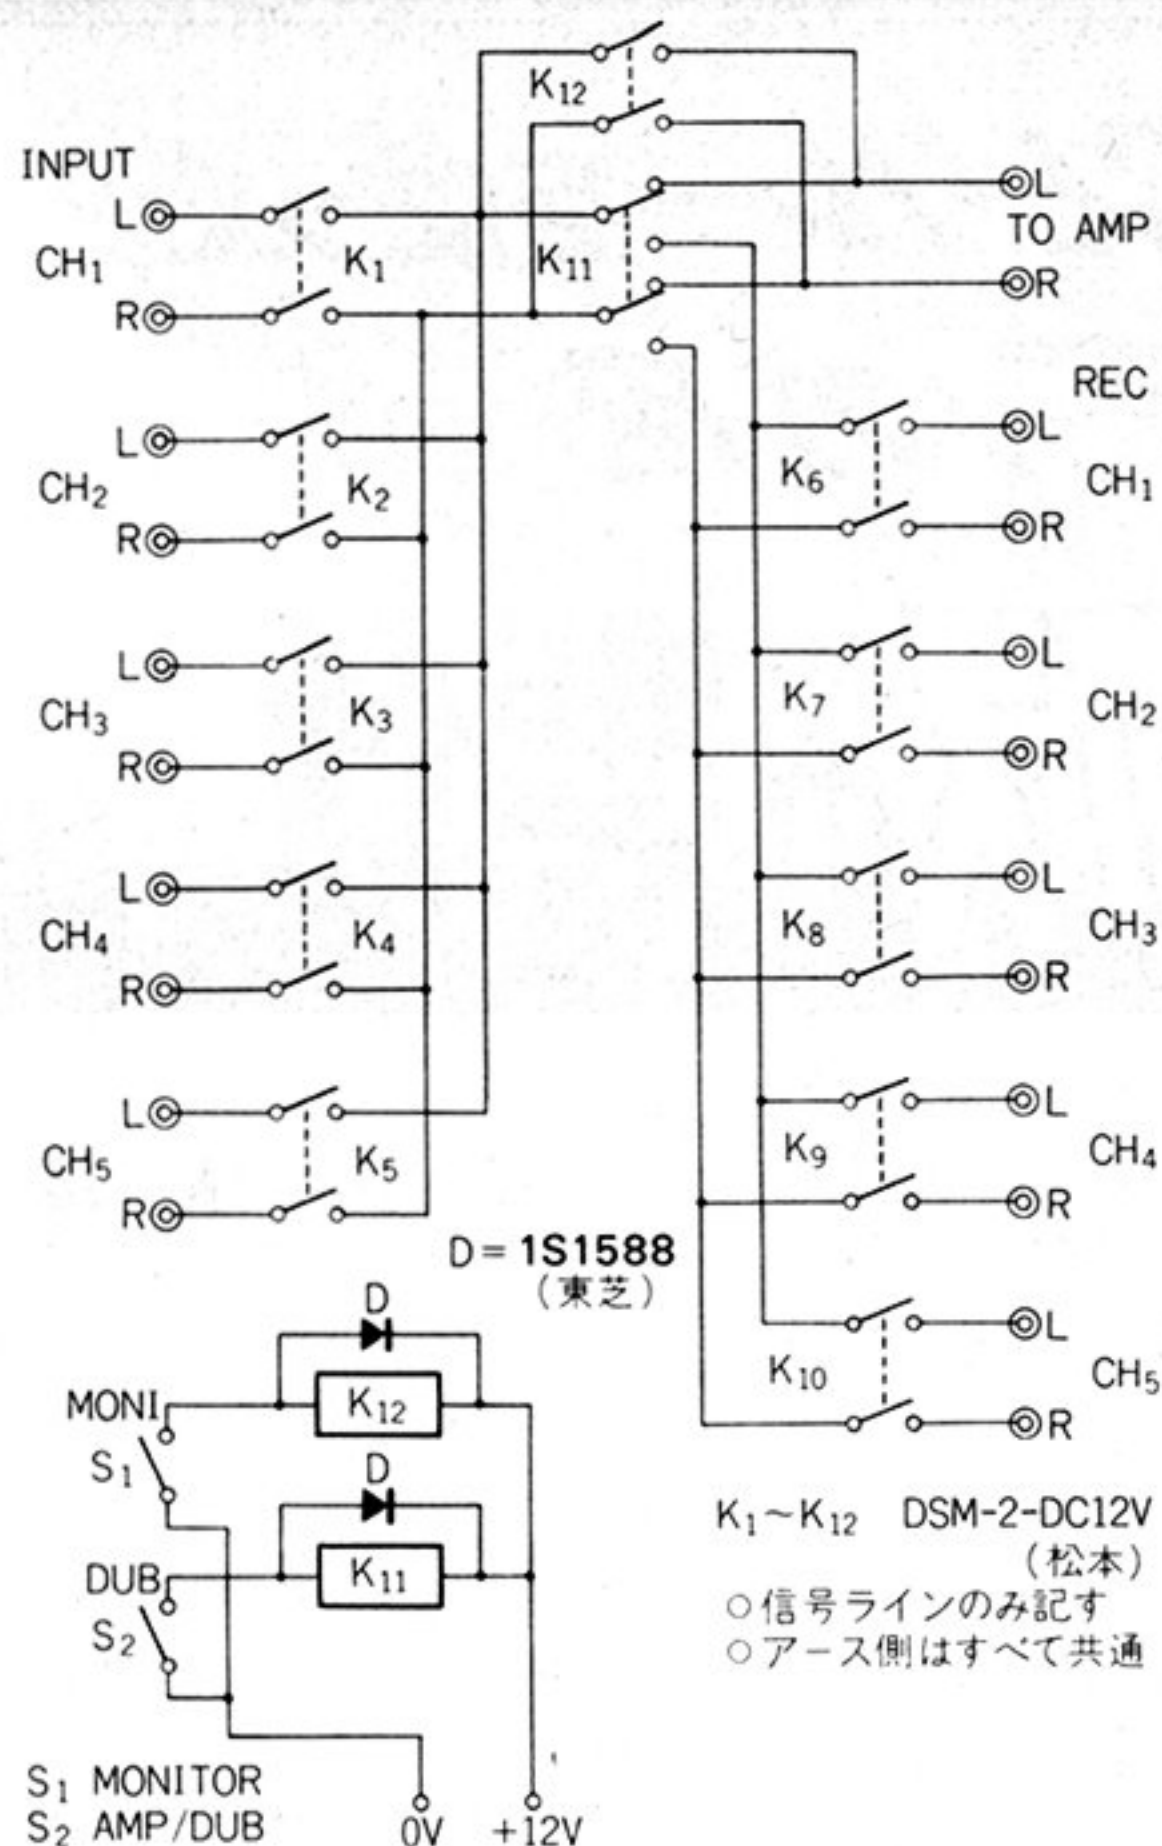 K12
INPUT
L
CH1
R
K1
K11
L
TO AMP
R
REC
L
CH2
R
K2
K6
L
CH1
R
L
CH3
R
K3
K7
L
CH2
R
L
CH4
R
K4
K8
L
CH3
R
L
CH5
R
K5
K9
L
CH4
R
D = 1S1588
(東芝)
K10
L
CH5
R
D
MONI
K12
S1
D
DUB
K11
S2
K1~K12 DSM-2-DC12V
(松本)
○信号ラインのみ記す
○アース側はすべて共通
S1 MONITOR
S2 AMP/DUB
0V +12V